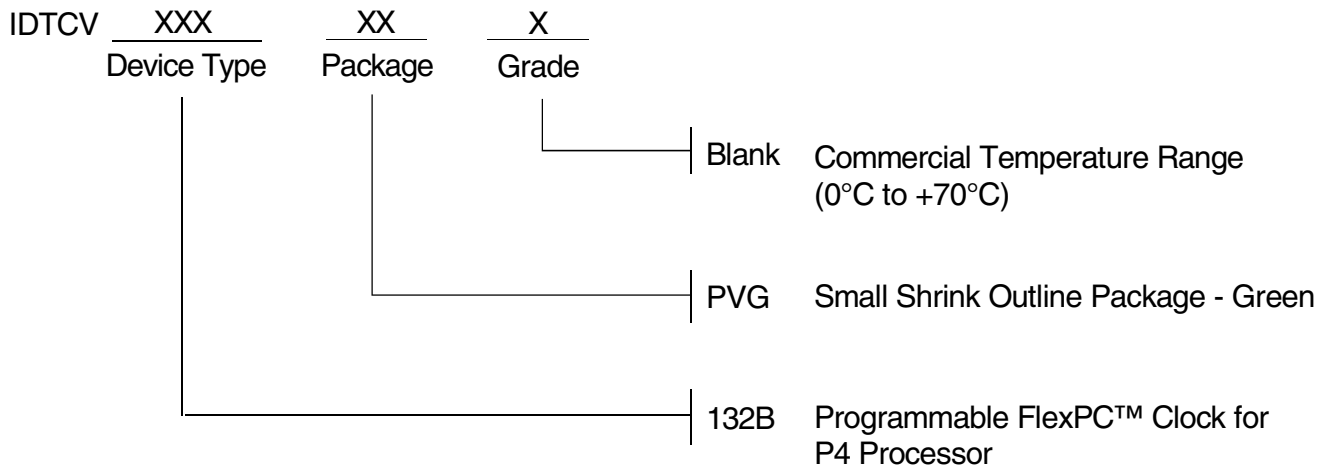 IDTCV XXX XX X
Device Type Package Grade
Blank Commercial Temperature Range
(0°C to +70°C)
PVG Small Shrink Outline Package - Green
132B Programmable FlexPC™ Clock for
P4 Processor